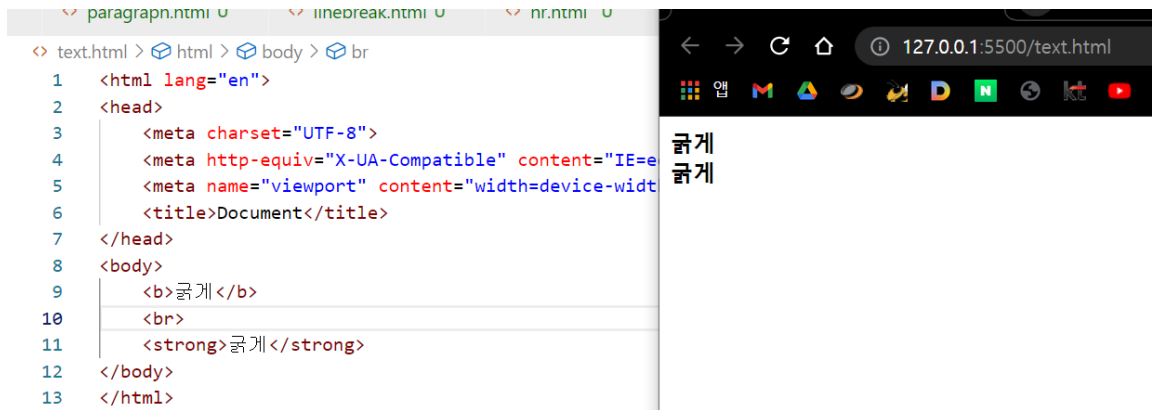 paragraph.html U linebreak.html U hr.html U
text.html > html > body > br
1 <html lang="en">
2 <head>
3 <meta charset="UTF-8">
4 <meta http-equiv="X-UA-Compatible" content="IE=e
5 <meta name="viewport" content="width=device-widt
6 <title>Document</title>
7 </head>
8 <body>
9 <b>굵게</b>
10 <br>
11 <strong>굵게</strong>
12 </body>
13 </html>
127.0.0.1:5500/text.html
앱 M D N kt
굵게
굵게